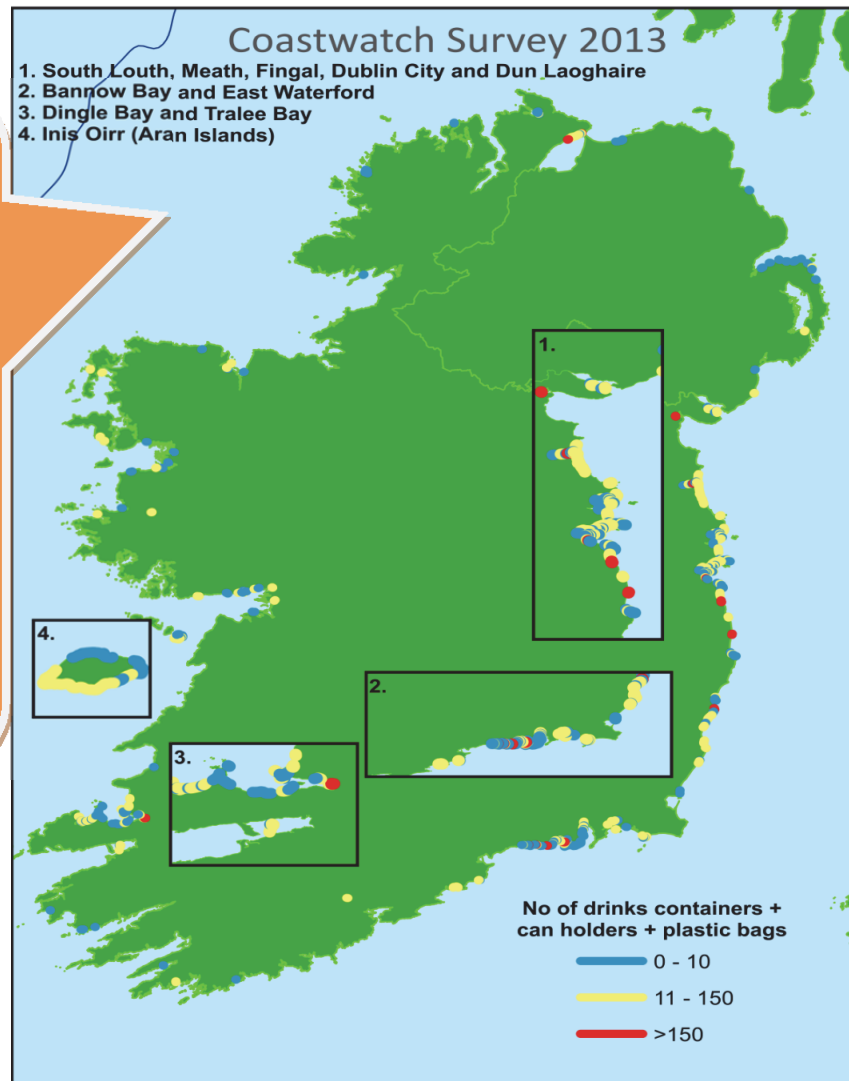 Coastwatch Survey 2013
1. South Louth, Meath, Fingal, Dublin City and Dun Laoghaire
2. Bannow Bay and East Waterford
3. Dingle Bay and Tralee Bay
4. Inis Oirr (Aran Islands)
1.
4.
2.
3.
No of drinks containers +
can holders + plastic bags
0 - 10
11 - 150
>150